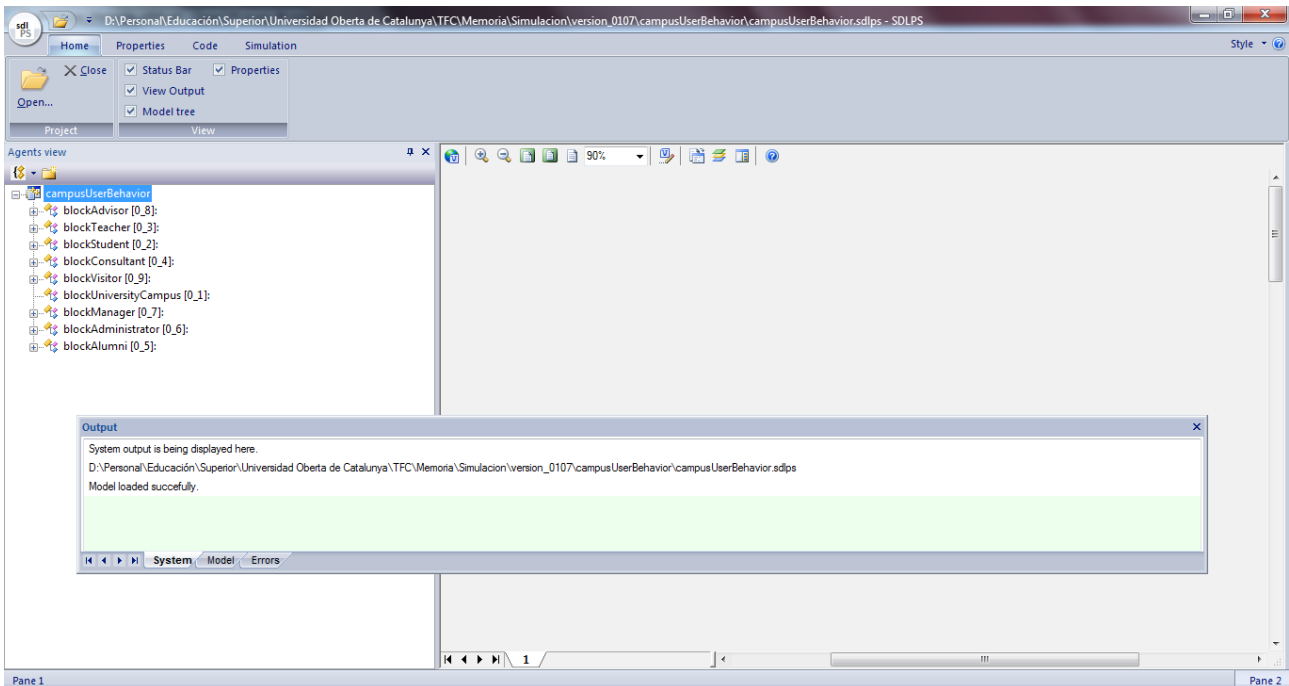 sdl
PS
D:\Personal\Educación\Superior\Universidad Oberta de Catalunya\TFC\Memoria\Simulacion\version_0107\campusUserBehavior\campusUserBehavior.sdlps - SDLPS
Home Properties Code Simulation Style
Close Status Bar Properties
View Output
Open... Model tree
Project View
Agents view
90%
campusUserBehavior
blockAdvisor [0_8]:
blockTeacher [0_3]:
blockStudent [0_2]:
blockConsultant [0_4]:
blockVisitor [0_9]:
blockUniversityCampus [0_1]:
blockManager [0_7]:
blockAdministrator [0_6]:
blockAlumni [0_5]:
Output
System output is being displayed here.
D:\Personal\Educación\Superior\Universidad Oberta de Catalunya\TFC\Memoria\Simulacion\version_0107\campusUserBehavior\campusUserBehavior.sdlps
Model loaded succefully.
System Model Errors
1
Pane 1 Pane 2